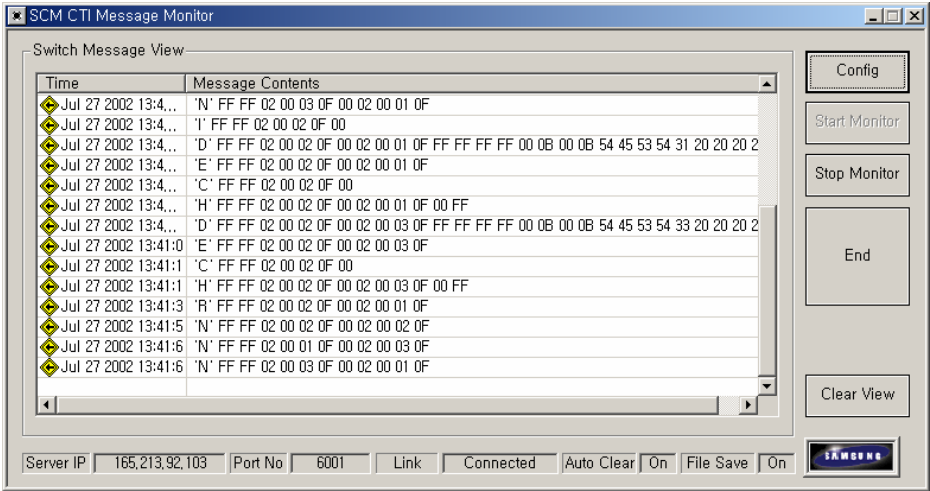 SCM CTI Message Monitor
Switch Message View
Time Message Contents
Jul 27 2002 13:4... 'N' FF FF 02 00 03 0F 00 02 00 01 0F
Jul 27 2002 13:4... 'I' FF FF 02 00 02 0F 00
Jul 27 2002 13:4... 'D' FF FF 02 00 02 0F 00 02 00 01 0F FF FF FF FF 00 0B 00 0B 54 45 53 54 31 20 20 20 2
Jul 27 2002 13:4... 'E' FF FF 02 00 02 0F 00 02 00 01 0F
Jul 27 2002 13:4... 'C' FF FF 02 00 02 0F 00
Jul 27 2002 13:4... 'H' FF FF 02 00 02 0F 00 02 00 01 0F 00 FF
Jul 27 2002 13:4... 'D' FF FF 02 00 02 0F 00 02 00 03 0F FF FF FF FF 00 0B 00 0B 54 45 53 54 33 20 20 20 2
Jul 27 2002 13:41:0 'E' FF FF 02 00 02 0F 00 02 00 03 0F
Jul 27 2002 13:41:1 'C' FF FF 02 00 02 0F 00
Jul 27 2002 13:41:1 'H' FF FF 02 00 02 0F 00 02 00 03 0F 00 FF
Jul 27 2002 13:41:3 'R' FF FF 02 00 02 0F 00 02 00 01 0F
Jul 27 2002 13:41:5 'N' FF FF 02 00 02 0F 00 02 00 02 0F
Jul 27 2002 13:41:6 'N' FF FF 02 00 01 0F 00 02 00 03 0F
Jul 27 2002 13:41:6 'N' FF FF 02 00 03 0F 00 02 00 01 0F
Config
Start Monitor
Stop Monitor
End
Clear View
Server IP 165,213,92,103 Port No 6001 Link Connected Auto Clear On File Save On
SAMSUNG